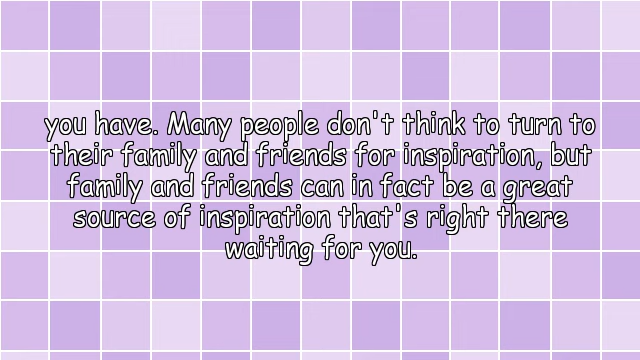 you have. Many people don't think to turn to
their family and friends for inspiration, but
family and friends can in fact be a great
source of inspiration that's right there
waiting for you.